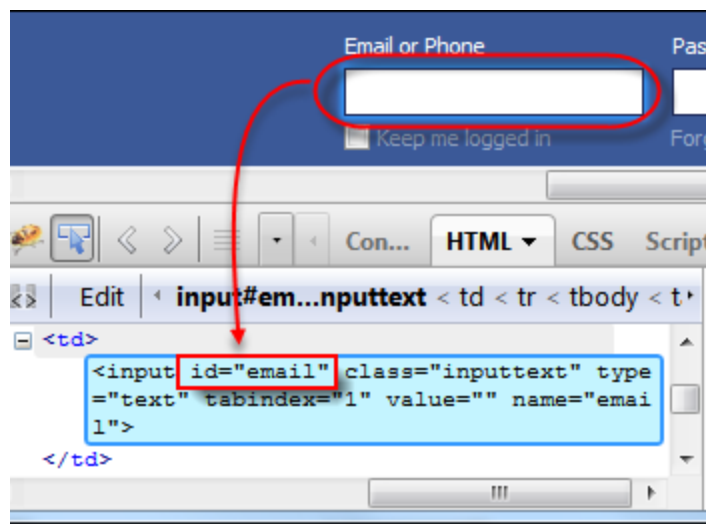 Email or Phone
Pas
Keep me logged in
Forg
Con... HTML CSS Script
Edit input#em...nputtext < td < tr < tbody < t
<td>
<input id="email" class="inputtext" type
="text" tabindex="1" value="" name="emai
l">
</td>